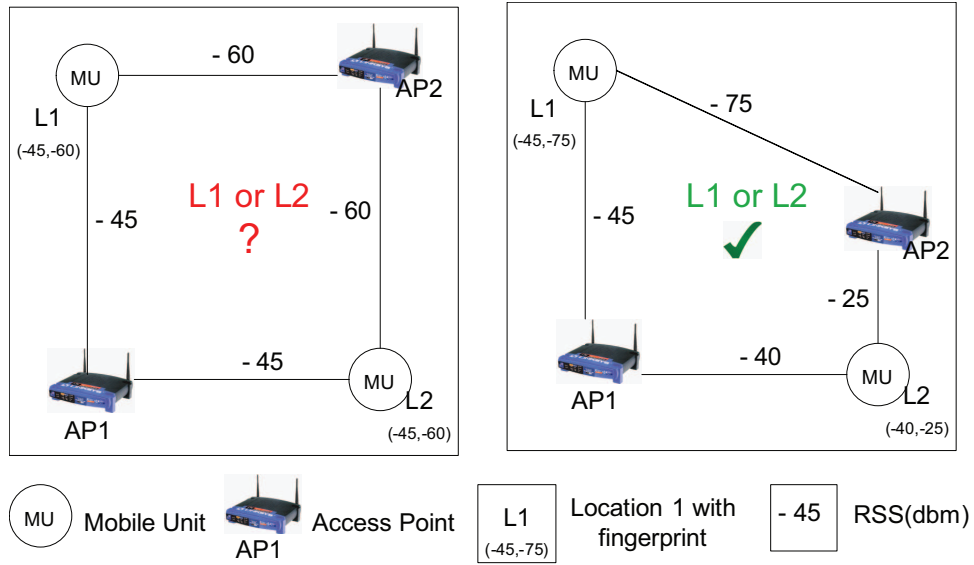 MU
- 60
AP2
L1
(-45,-60)
L1 or L2
?
- 45
- 60
- 45
AP1
MU
L2
(-45,-60)
MU
- 75
L1
(-45,-75)
L1 or L2
- 45
AP2
- 25
- 40
AP1
MU
L2
(-40,-25)
MU
Mobile Unit
AP1
Access Point
L1
(-45,-75)
Location 1 with
fingerprint
- 45
RSS(dbm)